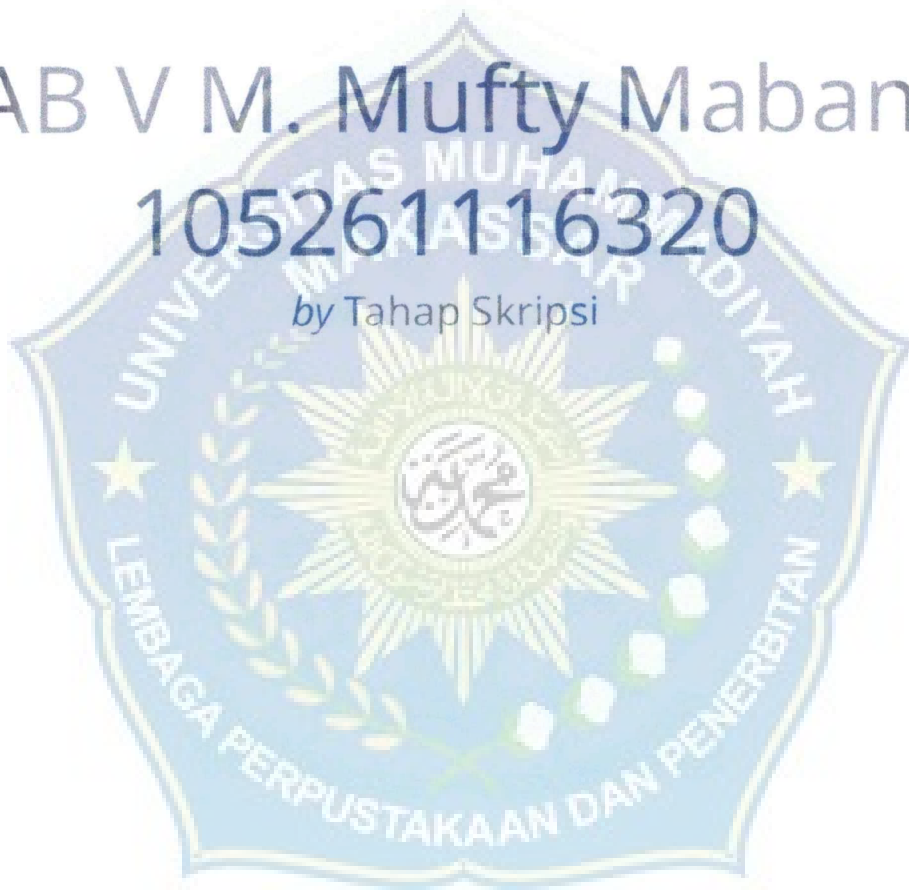 AB V M. Mufty Maban
105261116320
by Tahap Skripsi
UNIVERSITAS MUHAMMADIYAH
MAKASSAR
LEMBAGA PERPUSTAKAAN DAN PENERBITAN